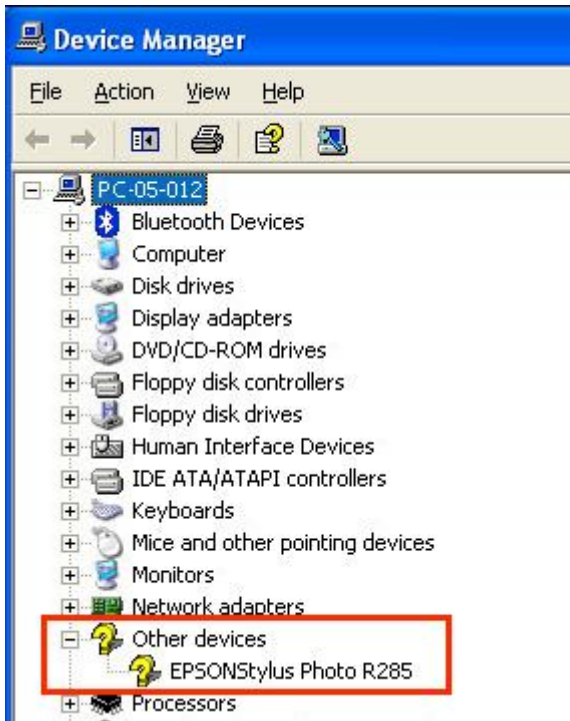 Device Manager
File Action View Help
PC-05-012
Bluetooth Devices
Computer
Disk drives
Display adapters
DVD/CD-ROM drives
Floppy disk controllers
Floppy disk drives
Human Interface Devices
IDE ATA/ATAPI controllers
Keyboards
Mice and other pointing devices
Monitors
Network adapters
Other devices
EPSONStylus Photo R285
Processors